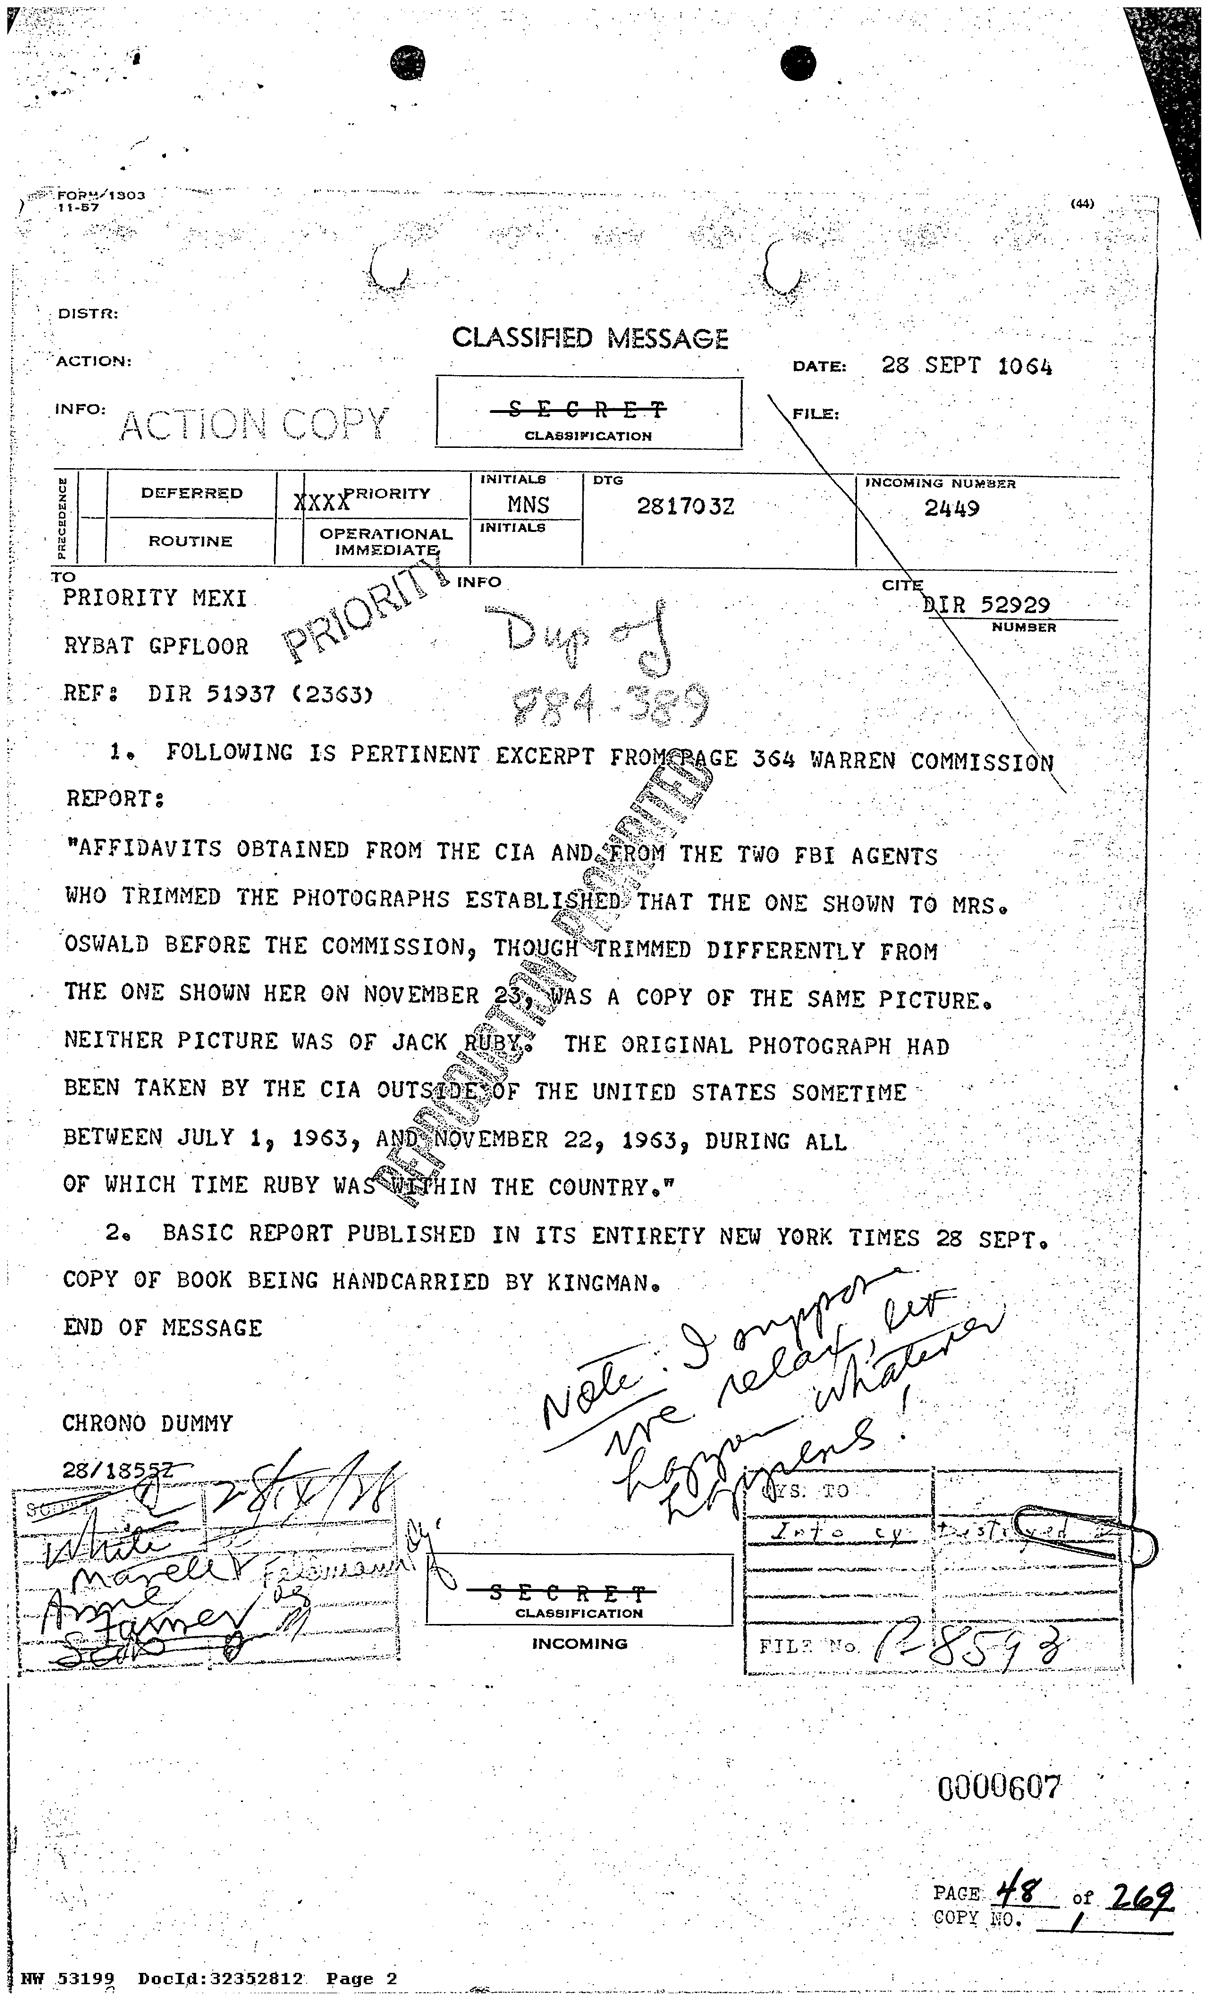 FORM 1303
11-57
(44)
DISTR:
CLASSIFIED MESSAGE
ACTION:
DATE: 28 SEPT 1064
INFO: ACTION COPY
SECRET
CLASSIFICATION
FILE:
PRECEDENCE
DEFERRED
XXXXPRIORITY
INITIALS
MNS
DTG
281703Z
INCOMING NUMBER
2449
ROUTINE
OPERATIONAL
IMMEDIATE
INITIALS
TO
INFO
CITE
PRIORITY MEXI
PRIORITY
DIR 52929
NUMBER
RYBAT GPFLOOR
Dup of
884-389
REF: DIR 51937 (2363)
1. FOLLOWING IS PERTINENT EXCERPT FROM PAGE 364 WARREN COMMISSION
REPORT:
"AFFIDAVITS OBTAINED FROM THE CIA AND FROM THE TWO FBI AGENTS
WHO TRIMMED THE PHOTOGRAPHS ESTABLISHED THAT THE ONE SHOWN TO MRS.
OSWALD BEFORE THE COMMISSION, THOUGH TRIMMED DIFFERENTLY FROM
THE ONE SHOWN HER ON NOVEMBER 23, WAS A COPY OF THE SAME PICTURE.
NEITHER PICTURE WAS OF JACK RUBY. THE ORIGINAL PHOTOGRAPH HAD
BEEN TAKEN BY THE CIA OUTSIDE OF THE UNITED STATES SOMETIME
BETWEEN JULY 1, 1963, AND NOVEMBER 22, 1963, DURING ALL
OF WHICH TIME RUBY WAS WITHIN THE COUNTRY."
REPRODUCTION PROHIBITED
2. BASIC REPORT PUBLISHED IN ITS ENTIRETY NEW YORK TIMES 28 SEPT.
COPY OF BOOK BEING HANDCARRIED BY KINGMAN.
END OF MESSAGE
Note: I suppose
we relax, let
happen whatever
happens!
CHRONO DUMMY
28/1855Z
White
Feldmann
CYS. TO
Info cy destroyed
SECRET
CLASSIFICATION
INCOMING
FILE No. P-8593
0000607
PAGE 48 of 269
COPY NO. 1
NW 53199 DocId:32352812 Page 2